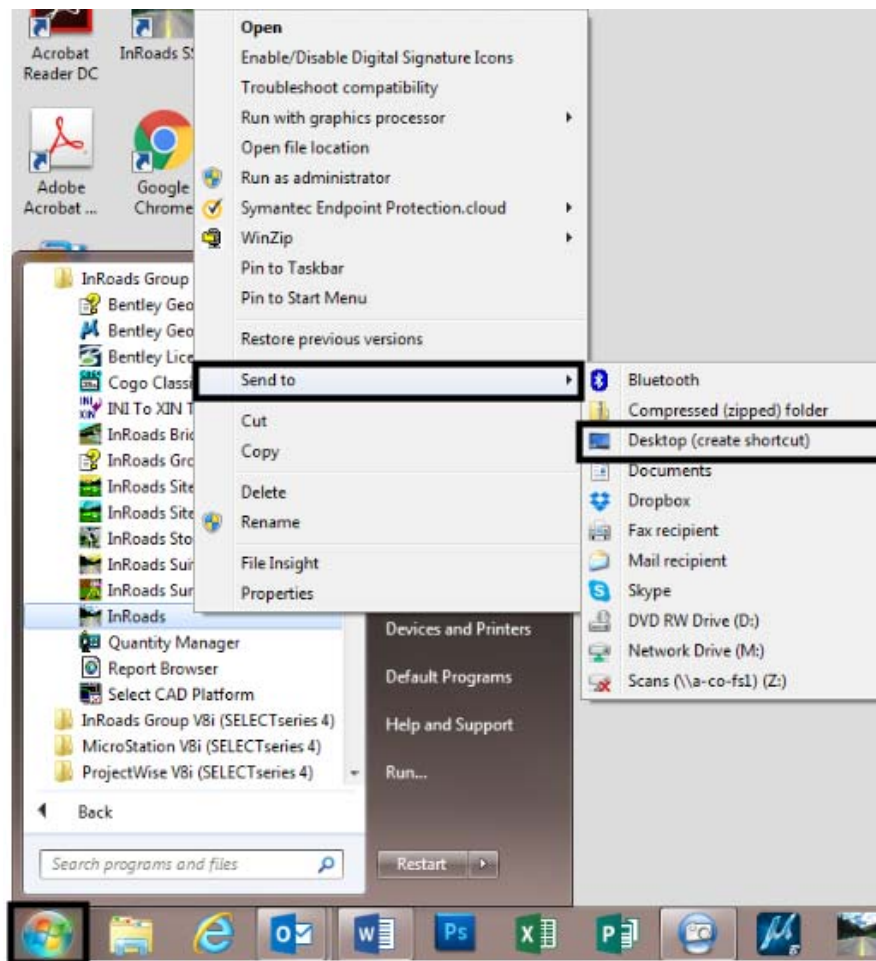 Acrobat
Reader DC
InRoads S
Adobe
Acrobat ...
Google
Chrome
Open
Enable/Disable Digital Signature Icons
Troubleshoot compatibility
Run with graphics processor
Open file location
Run as administrator
Symantec Endpoint Protection.cloud
WinZip
Pin to Taskbar
Pin to Start Menu
Restore previous versions
Send to
Cut
Copy
Delete
Rename
File Insight
Properties
Bluetooth
Compressed (zipped) folder
Desktop (create shortcut)
Documents
Dropbox
Fax recipient
Mail recipient
Skype
DVD RW Drive (D:)
Network Drive (M:)
Scans (\\a-co-fs1) (Z:)
InRoads Group
Bentley Geo
Bentley Geo
Bentley Lice
Cogo Classi
INI To XIN T
InRoads Bric
InRoads Grc
InRoads Site
InRoads Site
InRoads Sto
InRoads Sui
InRoads Sur
InRoads
Quantity Manager
Report Browser
Select CAD Platform
InRoads Group V8i (SELECTseries 4)
MicroStation V8i (SELECTseries 4)
ProjectWise V8i (SELECTseries 4)
Back
Search programs and files
Devices and Printers
Default Programs
Help and Support
Run...
Restart